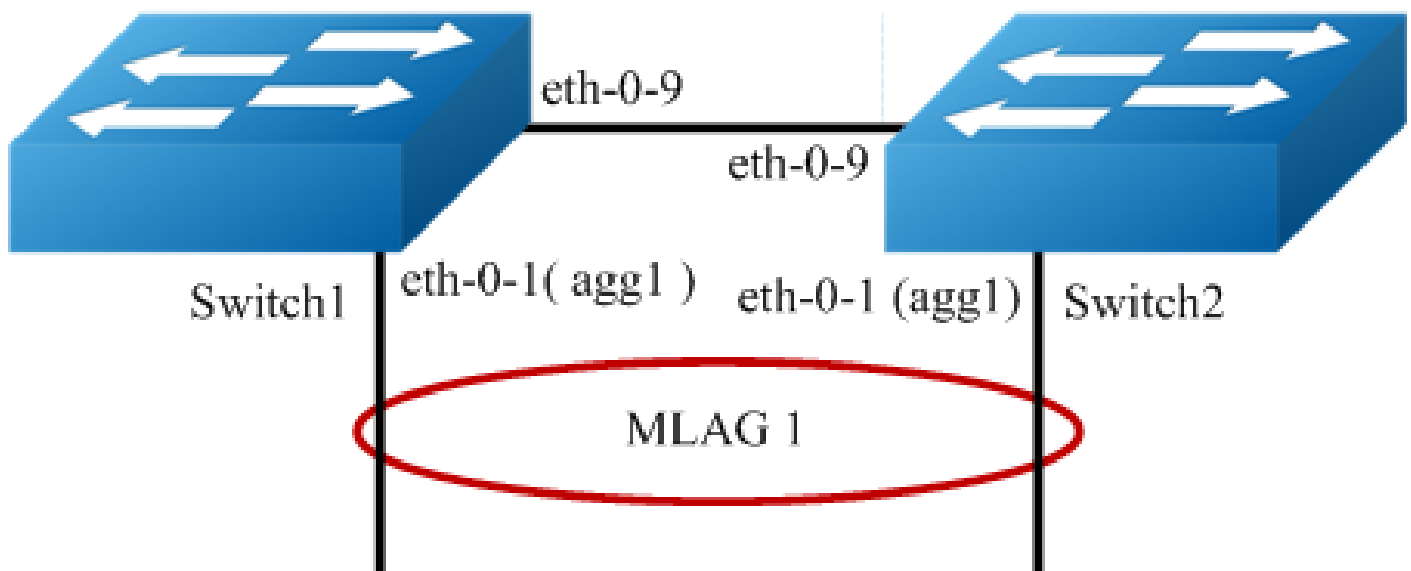 eth-0-9
eth-0-9
eth-0-1( agg1 )
eth-0-1 (agg1)
Switch1
Switch2
MLAG 1